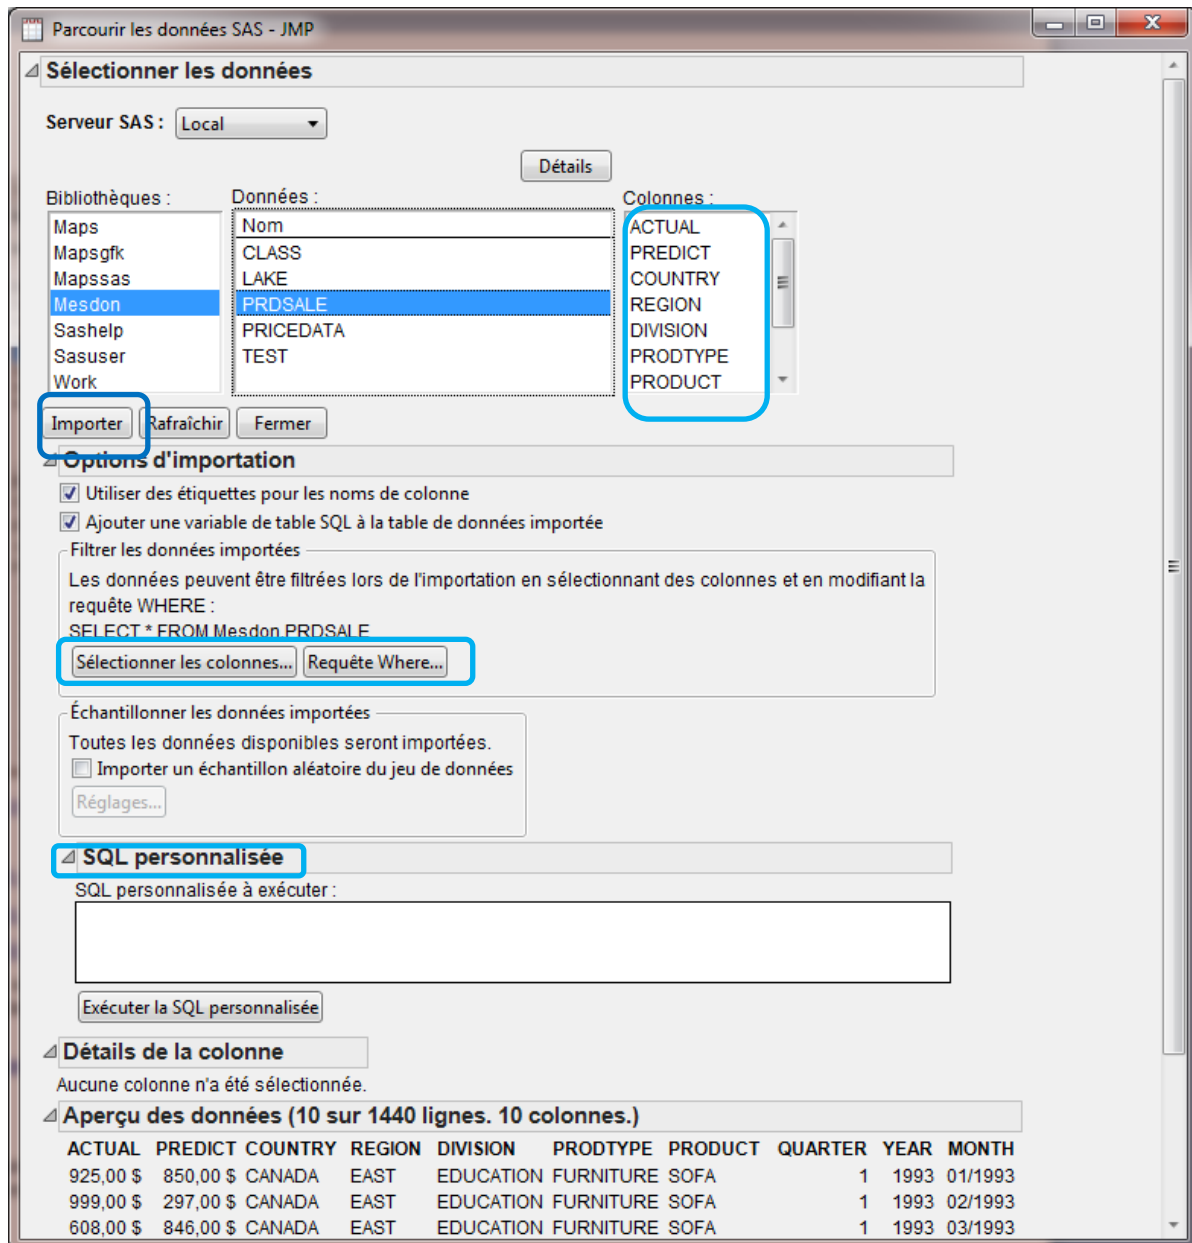 Parcourir les données SAS - JMP
Sélectionner les données
Serveur SAS : Local
Détails
Bibliothèques : Données : Colonnes :
Maps Nom ACTUAL
Mapsgfk CLASS PREDICT
Mapssas LAKE COUNTRY
Mesdon PRDSALE REGION
Sashelp PRICEDATA DIVISION
Sasuser TEST PRODTYPE
Work PRODUCT
Importer Rafraîchir Fermer
Options d'importation
Utiliser des étiquettes pour les noms de colonne
Ajouter une variable de table SQL à la table de données importée
Filtrer les données importées
Les données peuvent être filtrées lors de l'importation en sélectionnant des colonnes et en modifiant la
requête WHERE :
SELECT * FROM Mesdon.PRDSALE
Sélectionner les colonnes... Requête Where...
Échantillonner les données importées
Toutes les données disponibles seront importées.
Importer un échantillon aléatoire du jeu de données
Réglages...
SQL personnalisée
SQL personnalisée à exécuter :
Exécuter la SQL personnalisée
Détails de la colonne
Aucune colonne n'a été sélectionnée.
Aperçu des données (10 sur 1440 lignes. 10 colonnes.)
ACTUAL PREDICT COUNTRY REGION DIVISION PRODTYPE PRODUCT QUARTER YEAR MONTH
925,00 $ 850,00 $ CANADA EAST EDUCATION FURNITURE SOFA 1 1993 01/1993
999,00 $ 297,00 $ CANADA EAST EDUCATION FURNITURE SOFA 1 1993 02/1993
608,00 $ 846,00 $ CANADA EAST EDUCATION FURNITURE SOFA 1 1993 03/1993